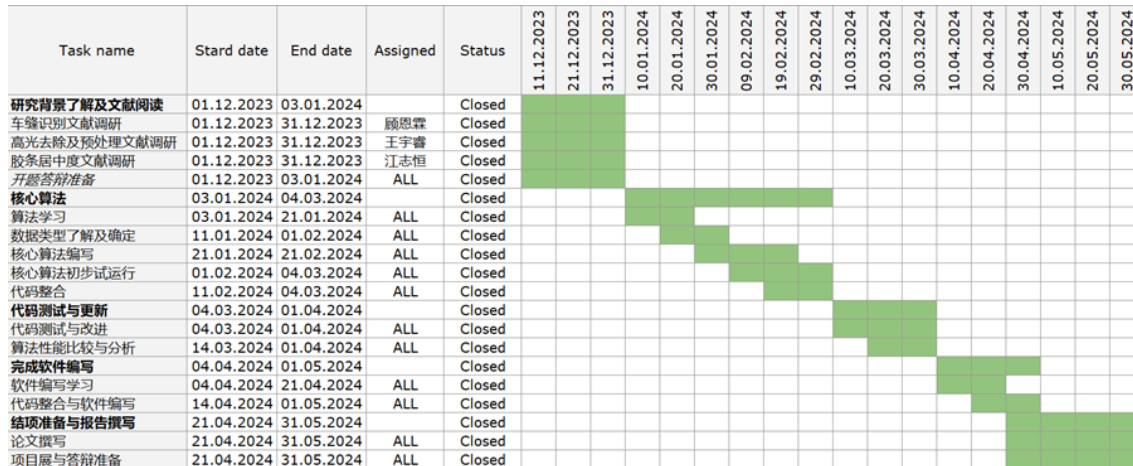 Task name Stard date End date Assigned Status 11.12.2023 21.12.2023 31.12.2023 10.01.2024 20.01.2024 30.01.2024 09.02.2024 19.02.2024 29.02.2024 10.03.2024 20.03.2024 30.03.2024 10.04.2024 20.04.2024 30.04.2024 10.05.2024 20.05.2024 30.05.2024
研究背景了解及文献阅读 01.12.2023 03.01.2024 Closed
车缝识别文献调研 01.12.2023 31.12.2023 顾恩霖 Closed
高光去除及预处理文献调研 01.12.2023 31.12.2023 王宇睿 Closed
胶条居中度文献调研 01.12.2023 31.12.2023 江志恒 Closed
开题答辩准备 01.12.2023 03.01.2024 ALL Closed
核心算法 03.01.2024 04.03.2024 Closed
算法学习 03.01.2024 21.01.2024 ALL Closed
数据类型了解及确定 11.01.2024 01.02.2024 ALL Closed
核心算法编写 21.01.2024 21.02.2024 ALL Closed
核心算法初步试运行 01.02.2024 04.03.2024 ALL Closed
代码整合 11.02.2024 04.03.2024 ALL Closed
代码测试与更新 04.03.2024 01.04.2024 Closed
代码测试与改进 04.03.2024 01.04.2024 ALL Closed
算法性能比较与分析 14.03.2024 01.04.2024 ALL Closed
完成软件编写 04.04.2024 01.05.2024 Closed
软件编写学习 04.04.2024 21.04.2024 ALL Closed
代码整合与软件编写 14.04.2024 01.05.2024 ALL Closed
结项准备与报告撰写 21.04.2024 31.05.2024 Closed
论文撰写 21.04.2024 31.05.2024 ALL Closed
项目展与答辩准备 21.04.2024 31.05.2024 ALL Closed